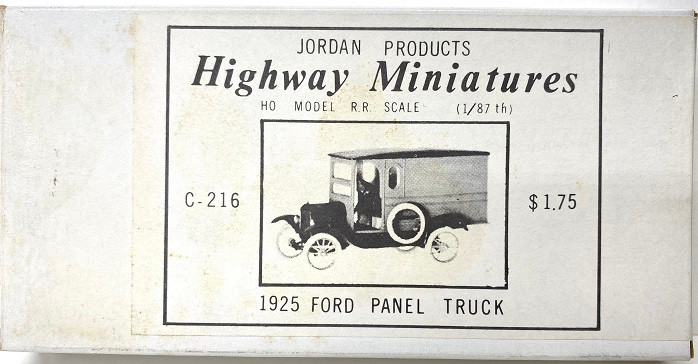 JORDAN PRODUCTS
Highway Miniatures
HO MODEL R.R. SCALE (1/87 th)
C-216
$1.75
1925 FORD PANEL TRUCK